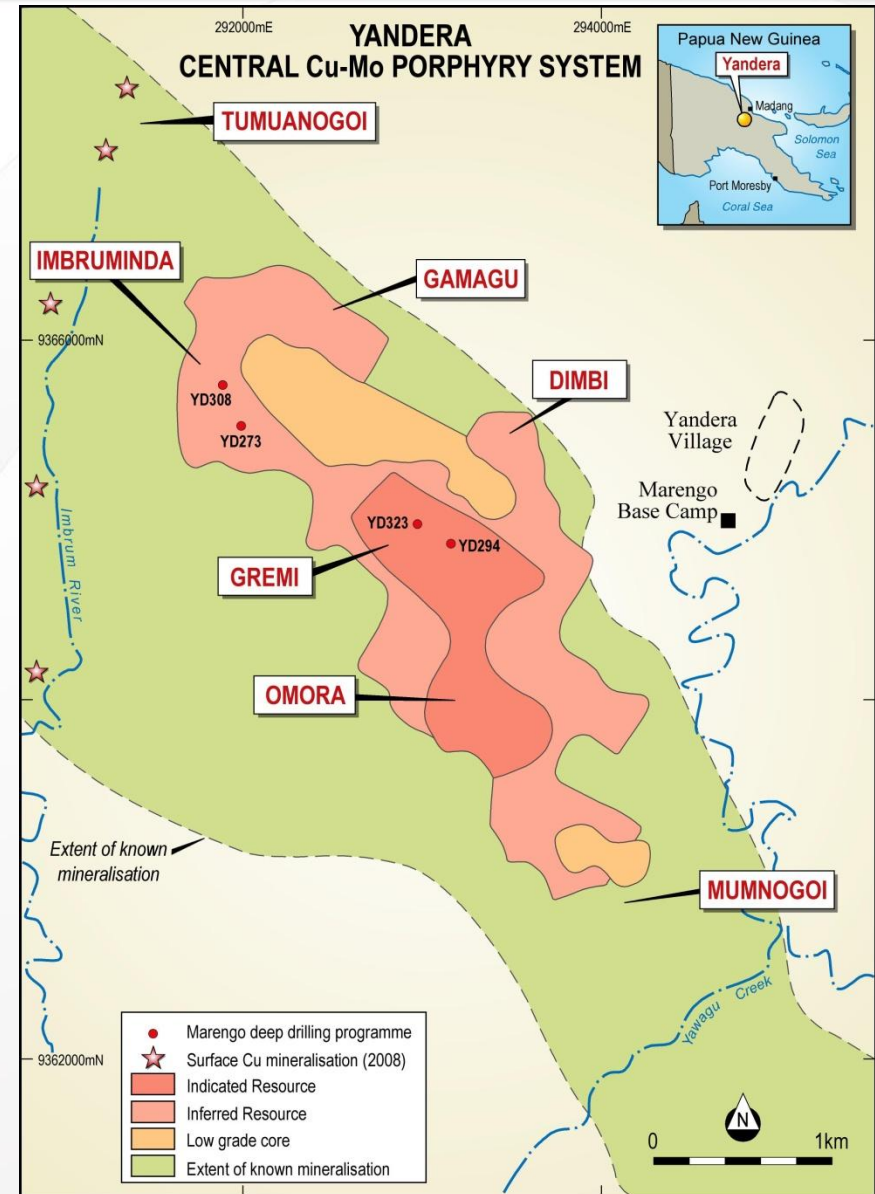 292000mE
294000mE
YANDERA
CENTRAL Cu-Mo PORPHYRY SYSTEM
Papua New Guinea
Yandera
Madang
Solomon
Sea
Port Moresby
Coral Sea
TUMUANOGOI
IMBRUMINDA
GAMAGU
9366000mN
DIMBI
YD308
YD273
Yandera
Village
Marengo
Base Camp
YD323
YD294
GREMI
Imbrum River
OMORA
Extent of known
mineralisation
MUMNOGOI
Yawagu Creek
9362000mN
Marengo deep drilling programme
Surface Cu mineralisation (2008)
Indicated Resource
Inferred Resource
Low grade core
Extent of known mineralisation
N
0 1km